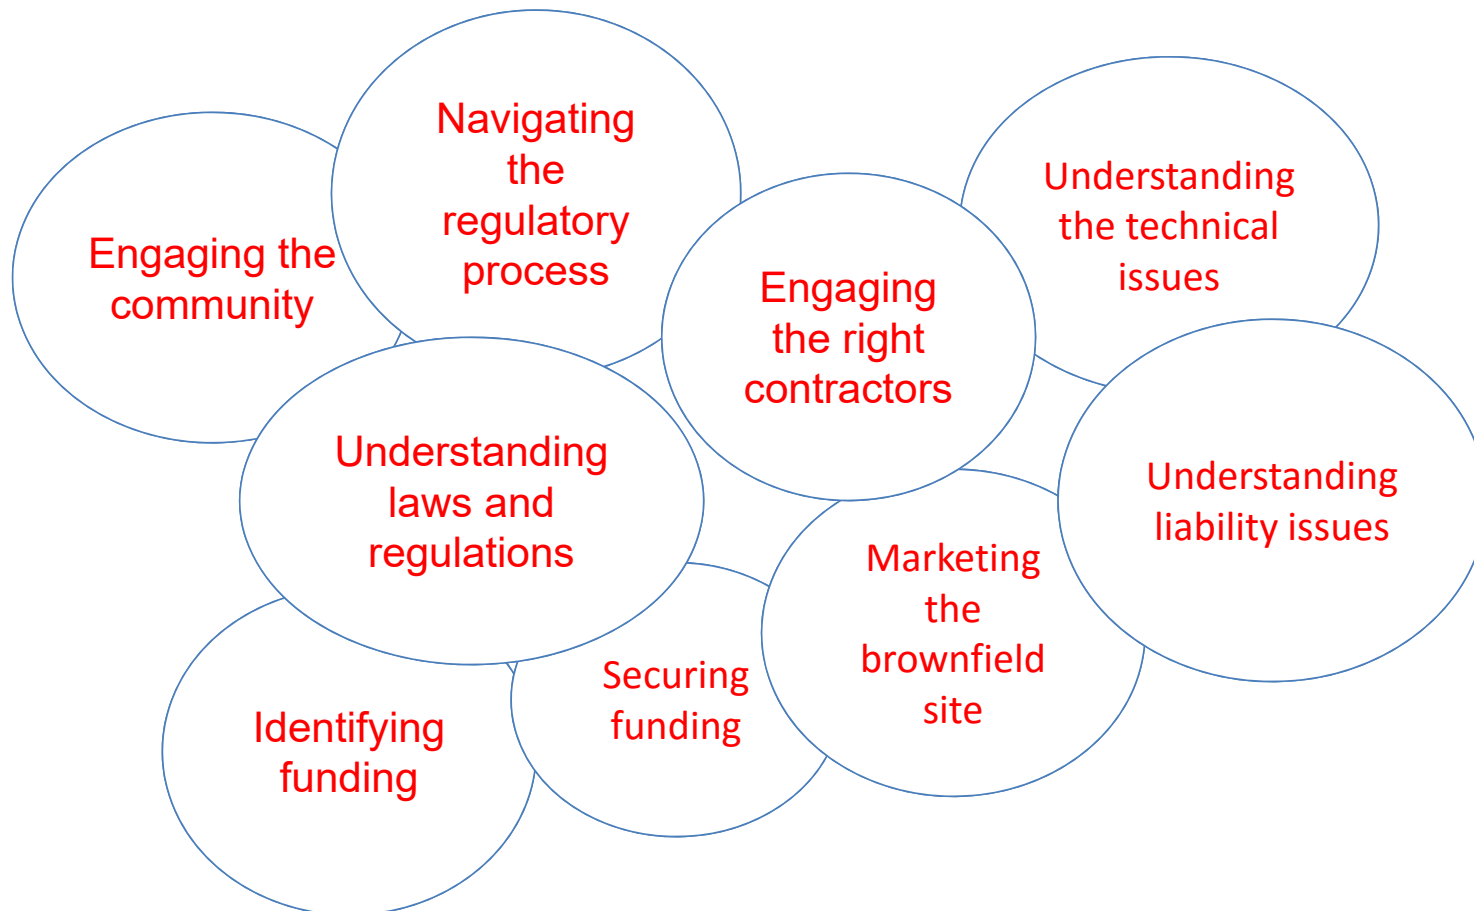 Navigating
the
regulatory
process
Engaging the
community
Understanding
the technical
issues
Engaging
the right
contractors
Understanding
laws and
regulations
Understanding
liability issues
Marketing
the
brownfield
site
Securing
funding
Identifying
funding